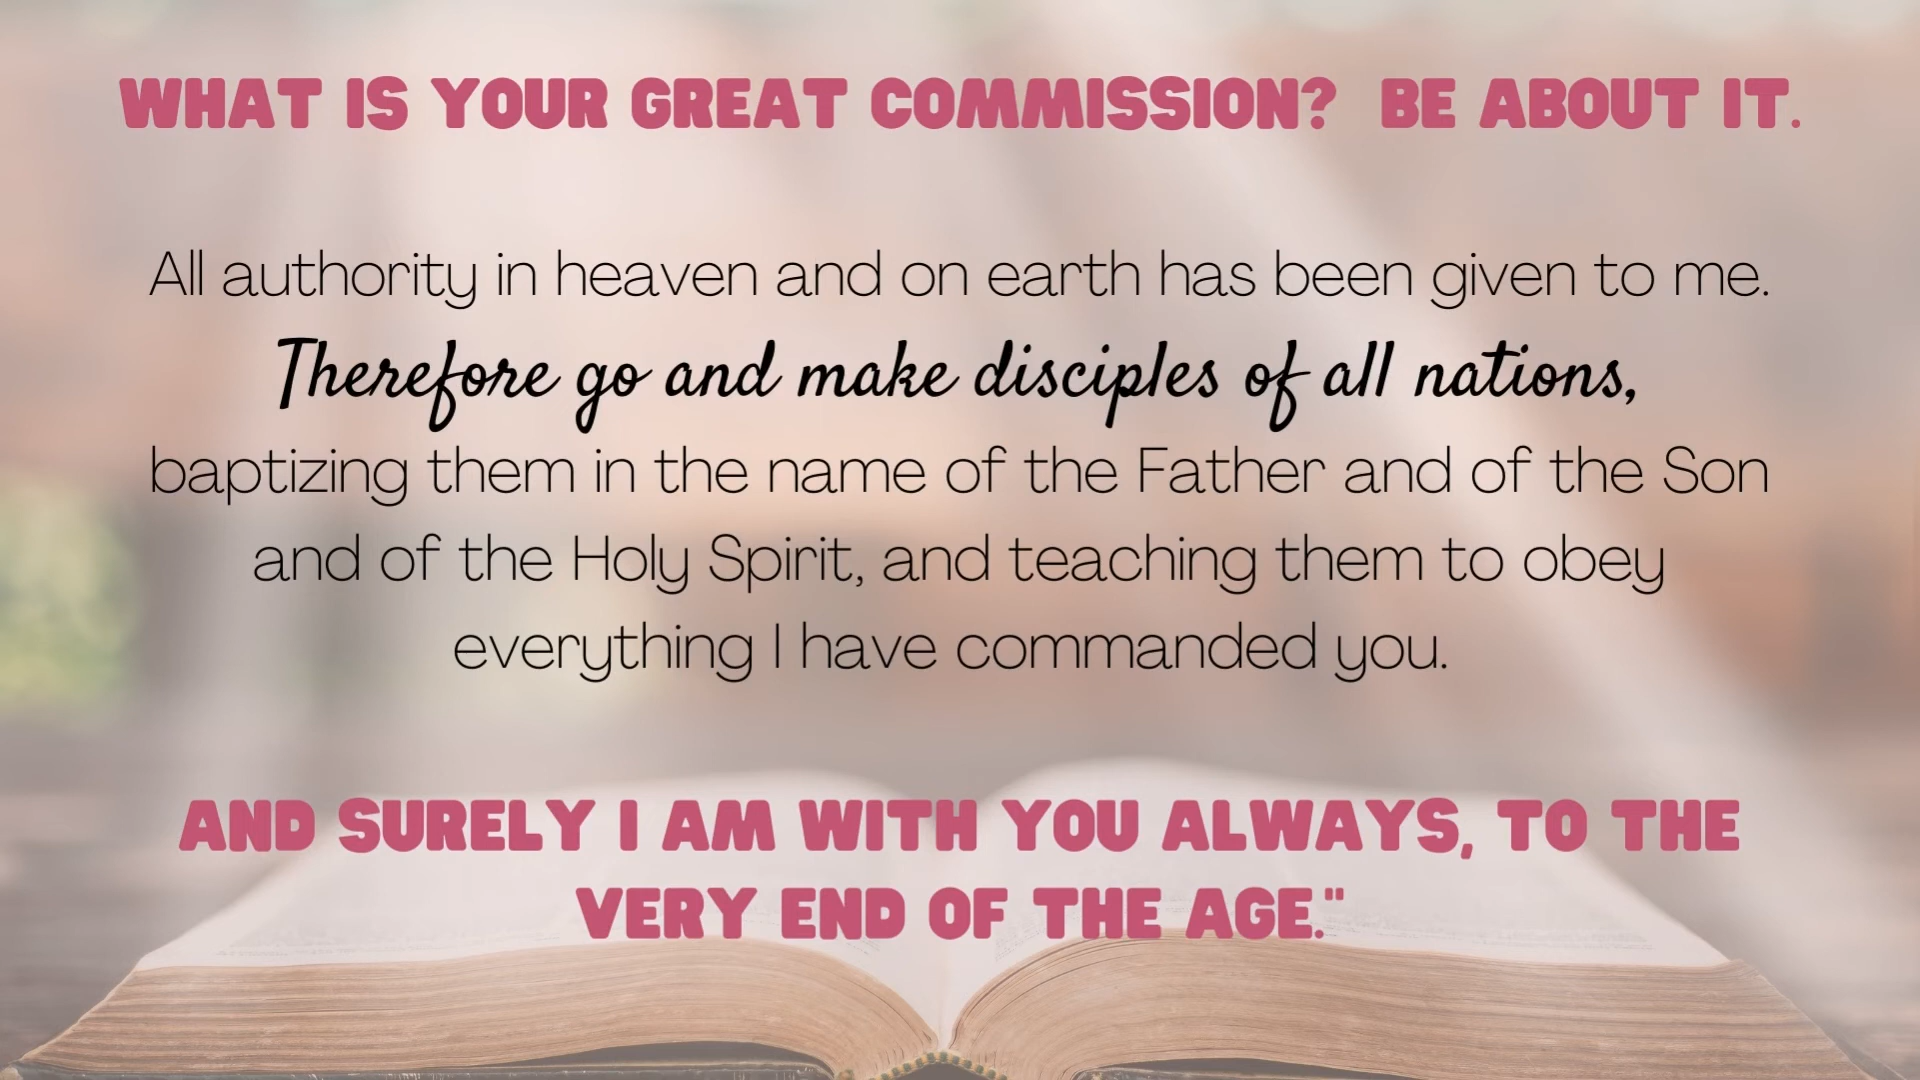 WHAT IS YOUR GREAT COMMISSION? BE ABOUT IT.
All authority in heaven and on earth has been given to me.
Therefore go and make disciples of all nations,
baptizing them in the name of the Father and of the Son
and of the Holy Spirit, and teaching them to obey
everything I have commanded you.
AND SURELY I AM WITH YOU ALWAYS, TO THE
VERY END OF THE AGE."